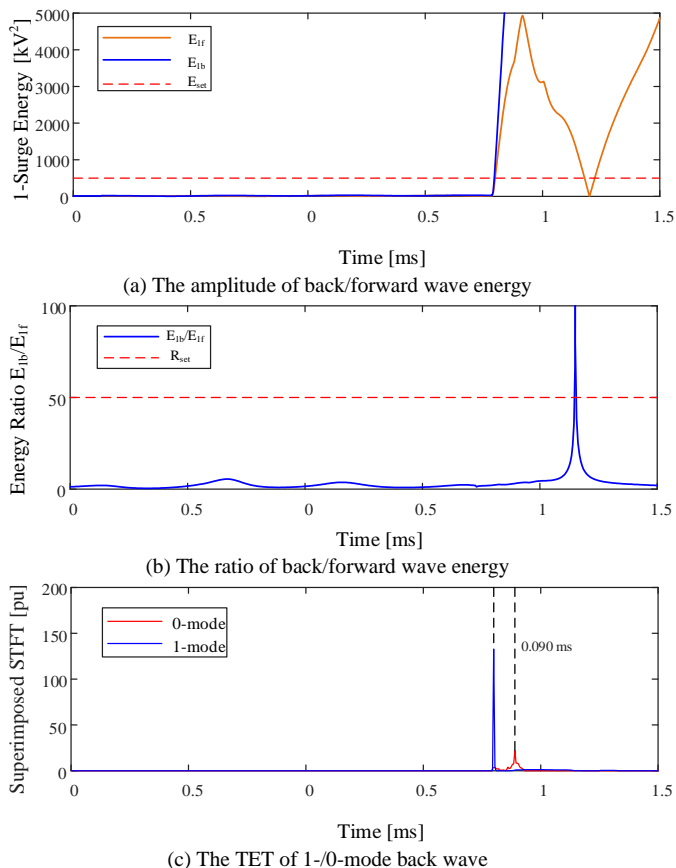 5000
4000
3000
2000
1000
0
1-Surge Energy [kV²]
E1f
E1b
Eset
0 0.5 0 0.5 1 1.5
Time [ms]
(a) The amplitude of back/forward wave energy
100
50
0
Energy Ratio E1b/E1f
E1b/E1f
Rset
0 0.5 0 0.5 1 1.5
Time [ms]
(b) The ratio of back/forward wave energy
200
150
100
50
0
Superimposed STFT [pu]
0-mode
1-mode
0.090 ms
0 0.5 0 0.5 1 1.5
Time [ms]
(c) The TET of 1-/0-mode back wave